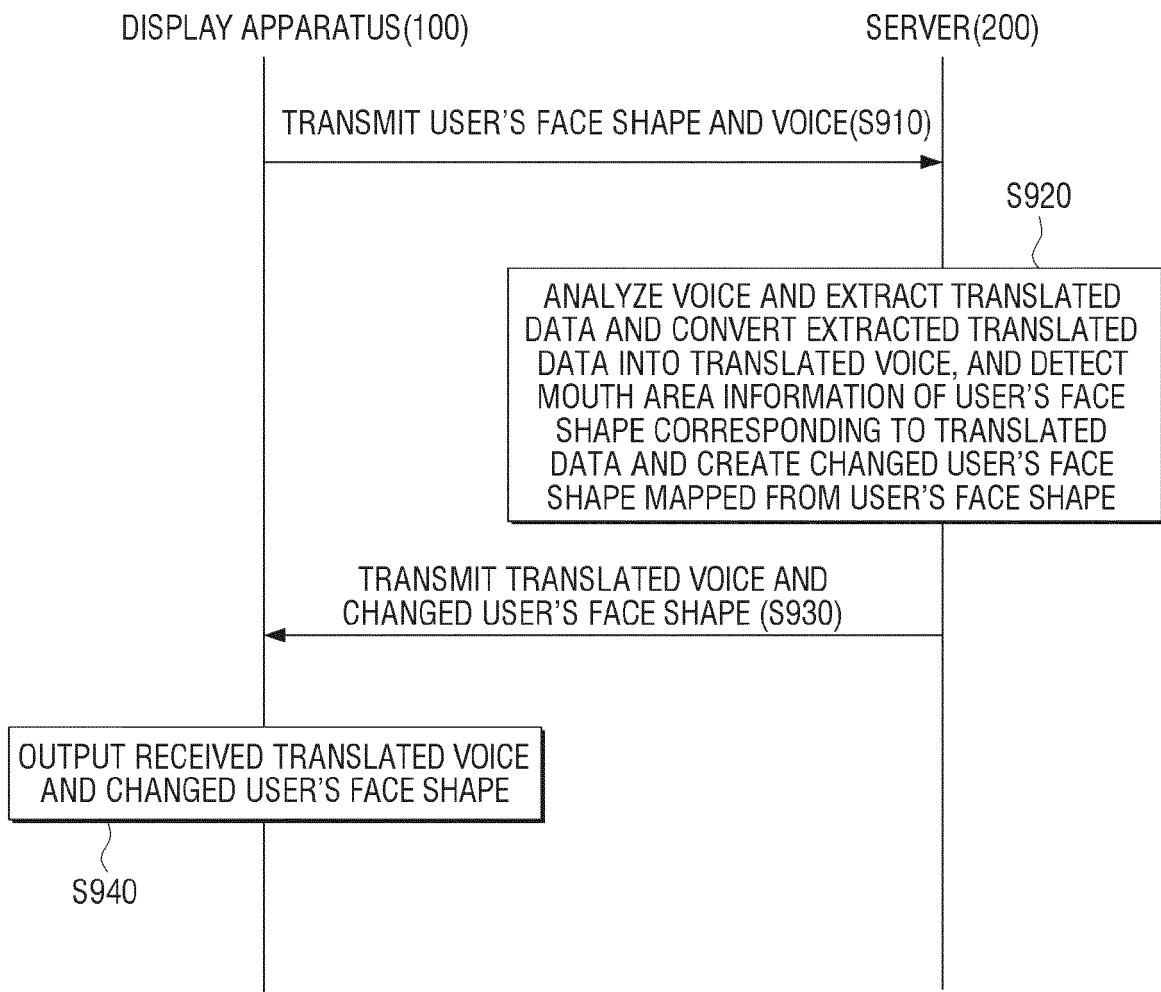 DISPLAY APPARATUS(100)
SERVER(200)
TRANSMIT USER'S FACE SHAPE AND VOICE(S910)
S920
ANALYZE VOICE AND EXTRACT TRANSLATED
DATA AND CONVERT EXTRACTED TRANSLATED
DATA INTO TRANSLATED VOICE, AND DETECT
MOUTH AREA INFORMATION OF USER'S FACE
SHAPE CORRESPONDING TO TRANSLATED
DATA AND CREATE CHANGED USER'S FACE
SHAPE MAPPED FROM USER'S FACE SHAPE
TRANSMIT TRANSLATED VOICE AND
CHANGED USER'S FACE SHAPE (S930)
OUTPUT RECEIVED TRANSLATED VOICE
AND CHANGED USER'S FACE SHAPE
S940